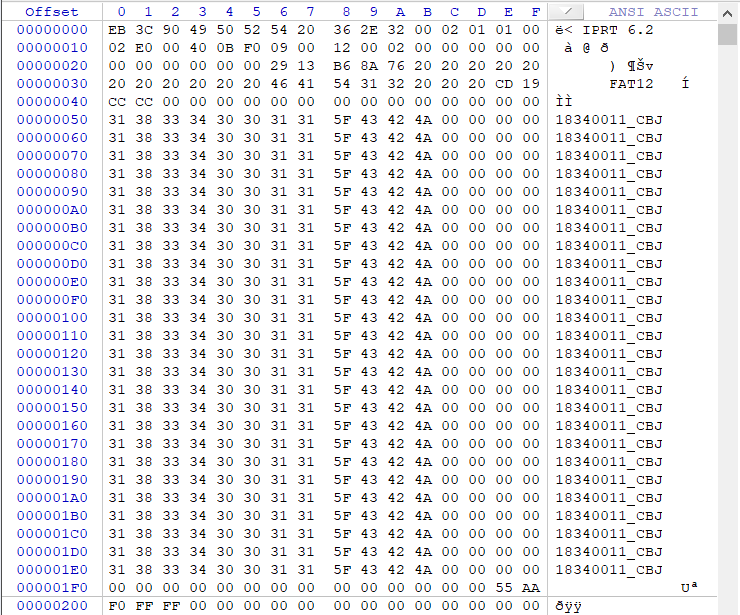 Offset 0 1 2 3 4 5 6 7 8 9 A B C D E F ANSI ASCII
00000000 EB 3C 90 49 50 52 54 20 36 2E 32 00 02 01 01 00 ë< IPRT 6.2
00000010 02 E0 00 40 0B F0 09 00 12 00 02 00 00 00 00 00 à @ ð
00000020 00 00 00 00 00 00 29 13 B6 8A 76 20 20 20 20 20 ) ¶Šv
00000030 20 20 20 20 20 20 46 41 54 31 32 20 20 20 CD 19 FAT12 Í
00000040 CC CC 00 00 00 00 00 00 00 00 00 00 00 00 00 00 ÌÌ
00000050 31 38 33 34 30 30 31 31 5F 43 42 4A 00 00 00 00 18340011_CBJ
00000060 31 38 33 34 30 30 31 31 5F 43 42 4A 00 00 00 00 18340011_CBJ
00000070 31 38 33 34 30 30 31 31 5F 43 42 4A 00 00 00 00 18340011_CBJ
00000080 31 38 33 34 30 30 31 31 5F 43 42 4A 00 00 00 00 18340011_CBJ
00000090 31 38 33 34 30 30 31 31 5F 43 42 4A 00 00 00 00 18340011_CBJ
000000A0 31 38 33 34 30 30 31 31 5F 43 42 4A 00 00 00 00 18340011_CBJ
000000B0 31 38 33 34 30 30 31 31 5F 43 42 4A 00 00 00 00 18340011_CBJ
000000C0 31 38 33 34 30 30 31 31 5F 43 42 4A 00 00 00 00 18340011_CBJ
000000D0 31 38 33 34 30 30 31 31 5F 43 42 4A 00 00 00 00 18340011_CBJ
000000E0 31 38 33 34 30 30 31 31 5F 43 42 4A 00 00 00 00 18340011_CBJ
000000F0 31 38 33 34 30 30 31 31 5F 43 42 4A 00 00 00 00 18340011_CBJ
00000100 31 38 33 34 30 30 31 31 5F 43 42 4A 00 00 00 00 18340011_CBJ
00000110 31 38 33 34 30 30 31 31 5F 43 42 4A 00 00 00 00 18340011_CBJ
00000120 31 38 33 34 30 30 31 31 5F 43 42 4A 00 00 00 00 18340011_CBJ
00000130 31 38 33 34 30 30 31 31 5F 43 42 4A 00 00 00 00 18340011_CBJ
00000140 31 38 33 34 30 30 31 31 5F 43 42 4A 00 00 00 00 18340011_CBJ
00000150 31 38 33 34 30 30 31 31 5F 43 42 4A 00 00 00 00 18340011_CBJ
00000160 31 38 33 34 30 30 31 31 5F 43 42 4A 00 00 00 00 18340011_CBJ
00000170 31 38 33 34 30 30 31 31 5F 43 42 4A 00 00 00 00 18340011_CBJ
00000180 31 38 33 34 30 30 31 31 5F 43 42 4A 00 00 00 00 18340011_CBJ
00000190 31 38 33 34 30 30 31 31 5F 43 42 4A 00 00 00 00 18340011_CBJ
000001A0 31 38 33 34 30 30 31 31 5F 43 42 4A 00 00 00 00 18340011_CBJ
000001B0 31 38 33 34 30 30 31 31 5F 43 42 4A 00 00 00 00 18340011_CBJ
000001C0 31 38 33 34 30 30 31 31 5F 43 42 4A 00 00 00 00 18340011_CBJ
000001D0 31 38 33 34 30 30 31 31 5F 43 42 4A 00 00 00 00 18340011_CBJ
000001E0 31 38 33 34 30 30 31 31 5F 43 42 4A 00 00 00 00 18340011_CBJ
000001F0 00 00 00 00 00 00 00 00 00 00 00 00 00 00 55 AA Uª
00000200 F0 FF FF 00 00 00 00 00 00 00 00 00 00 00 00 00 ðÿÿ